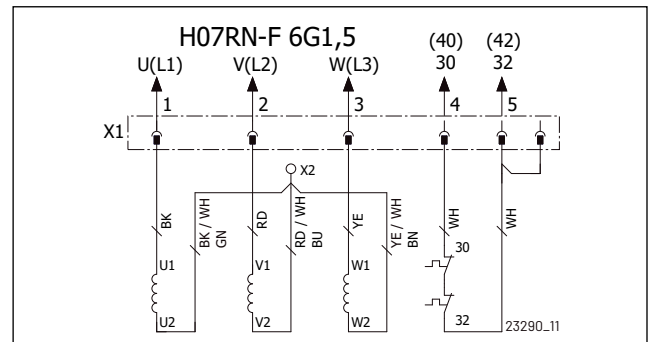 H07RN-F 6G1,5
(40) (42)
U(L1) V(L2) W(L3) 30 32
1 2 3 4 5
X1
X2
BK
BK / WH
GN
RD
RD / WH
BU
YE
YE / WH
BN
WH
WH
30
U1 V1 W1
U2 V2 W2 32
23290_11